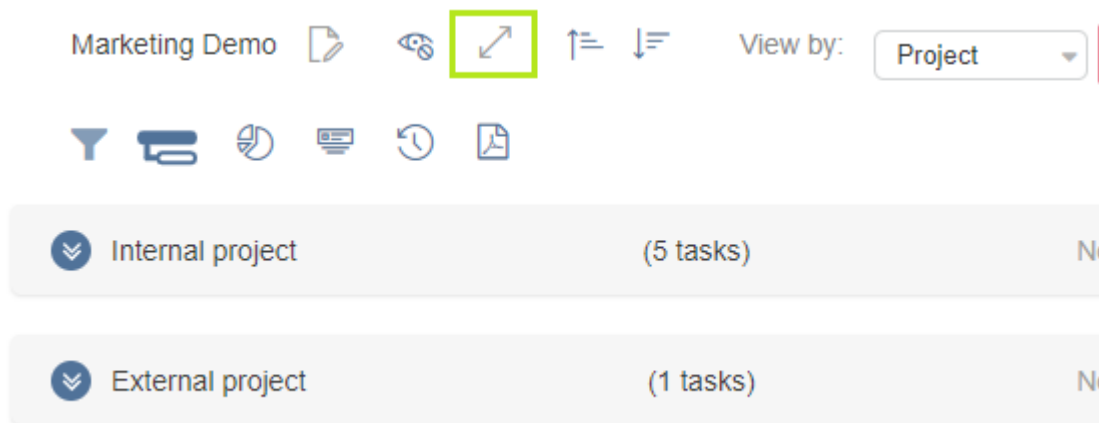 Marketing Demo View by: Project
Internal project (5 tasks)
External project (1 tasks)